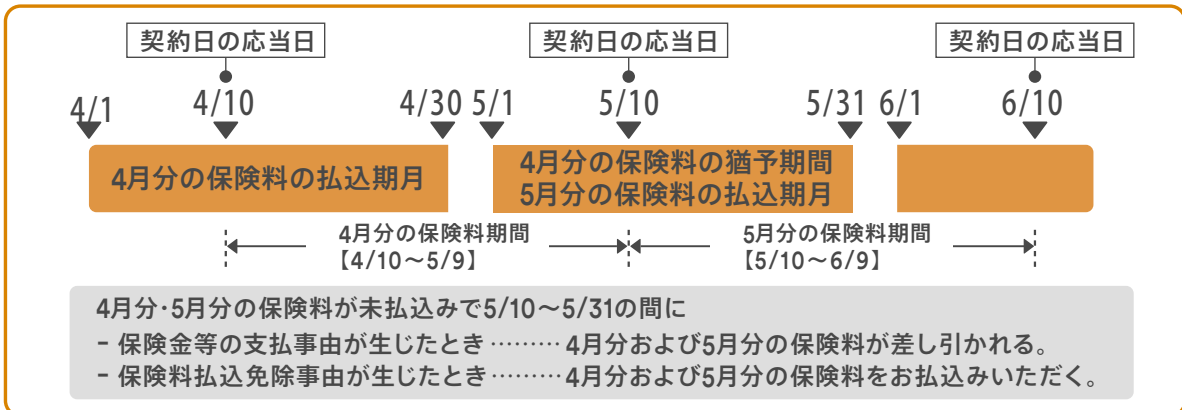 契約日の応当日 契約日の応当日 契約日の応当日
4/1 4/10 4/30 5/1 5/10 5/31 6/1 6/10
4月分の保険料の払込期月
4月分の保険料の猶予期間
5月分の保険料の払込期月
4月分の保険料期間
【4/10～5/9】
5月分の保険料期間
【5/10～6/9】
4月分・5月分の保険料が未払込みで5/10～5/31の間に
- 保険金等の支払事由が生じたとき ……… 4月分および5月分の保険料が差し引かれる。
- 保険料払込免除事由が生じたとき……… 4月分および5月分の保険料をお払込みいただく。